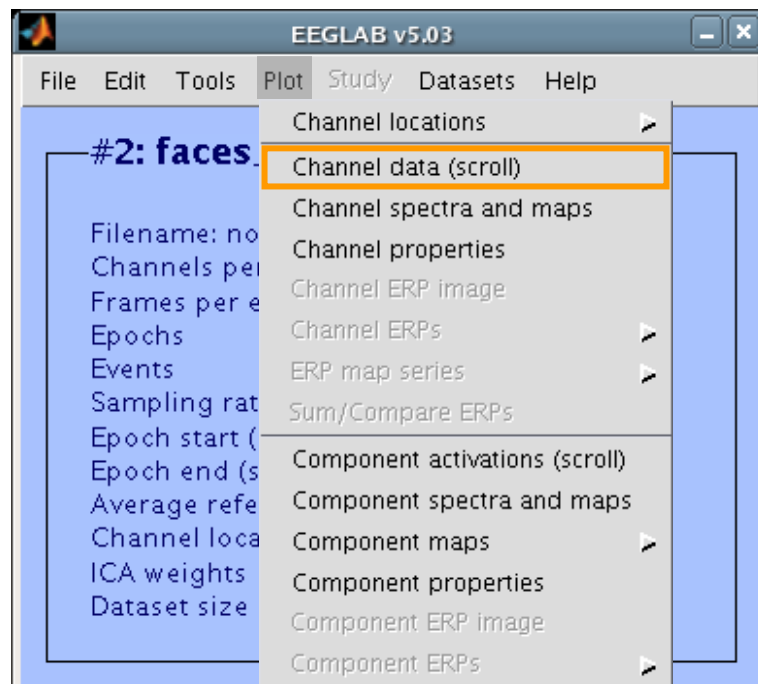 EEGLAB v5.03
File Edit Tools Plot Study Datasets Help
#2: faces_
Filename: no
Channels per
Frames per e
Epochs
Events
Sampling rat
Epoch start (
Epoch end (s
Average refe
Channel loca
ICA weights
Dataset size
Channel locations
Channel data (scroll)
Channel spectra and maps
Channel properties
Channel ERP image
Channel ERPs
ERP map series
Sum/Compare ERPs
Component activations (scroll)
Component spectra and maps
Component maps
Component properties
Component ERP image
Component ERPs